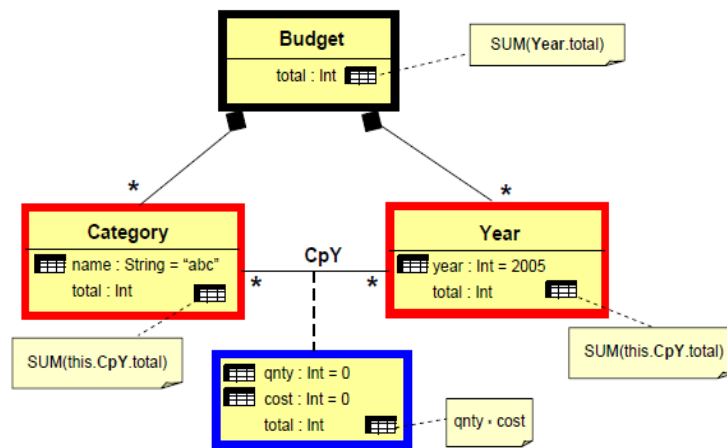 Budget
total : Int
SUM(Year.total)
*
*
Category
name : String = “abc”
total : Int
CpY
*
*
Year
year : Int = 2005
total : Int
SUM(this.CpY.total)
SUM(this.CpY.total)
qnty : Int = 0
cost : Int = 0
total : Int
qnty * cost